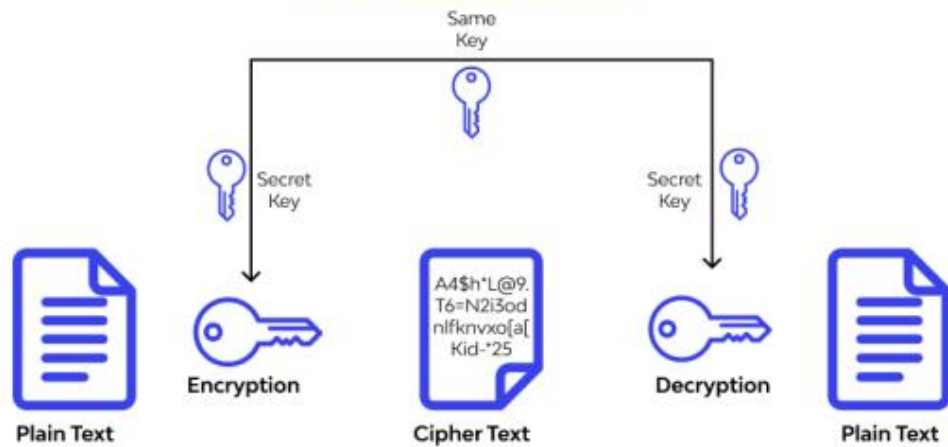 Same
Key
Secret
Key
Secret
Key
A4$h*L@9.
T6=N2i3od
nlfknvxo[a[
Kid-*25
Encryption
Decryption
Plain Text
Cipher Text
Plain Text